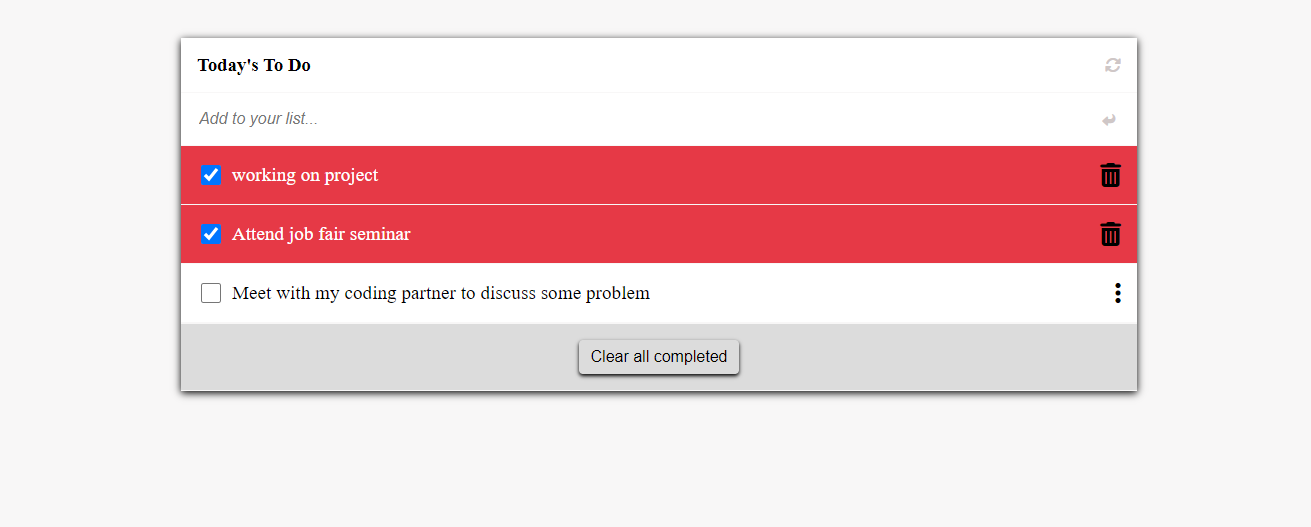 Today's To Do
Add to your list...
working on project
Attend job fair seminar
Meet with my coding partner to discuss some problem
Clear all completed